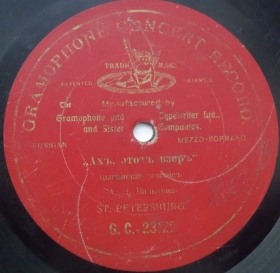 GRAMOPHONE CONCERT RECORD.
TRADE MARK.
The Manufactured by
Gramophone and Typewriter Ltd.,
and Sister Companies.
RUSSIAN MEZZO-SOPRANO
„Ахъ, этотъ взоръ"
ST. PETERSBURG
G. C.-